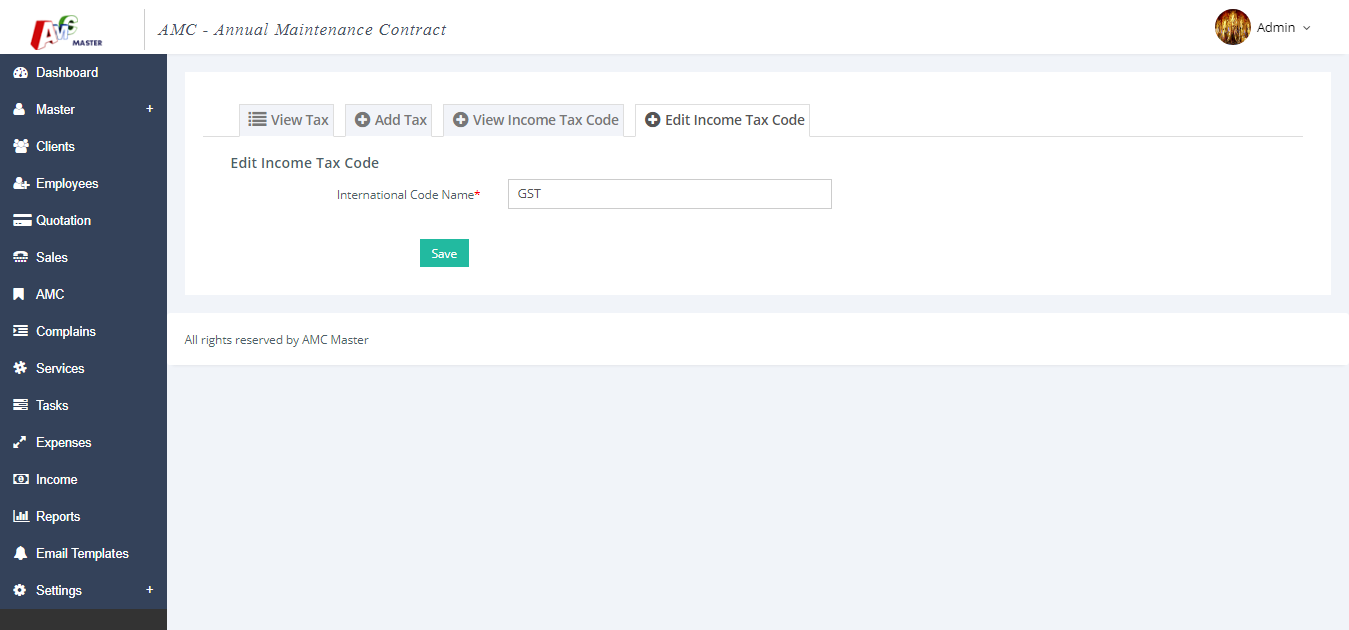 AMC MASTER
AMC - Annual Maintenance Contract
Admin
Dashboard
Master +
Clients
Employees
Quotation
Sales
AMC
Complains
Services
Tasks
Expenses
Income
Reports
Email Templates
Settings +
View Tax
Add Tax
View Income Tax Code
Edit Income Tax Code
Edit Income Tax Code
International Code Name*
GST
Save
All rights reserved by AMC Master